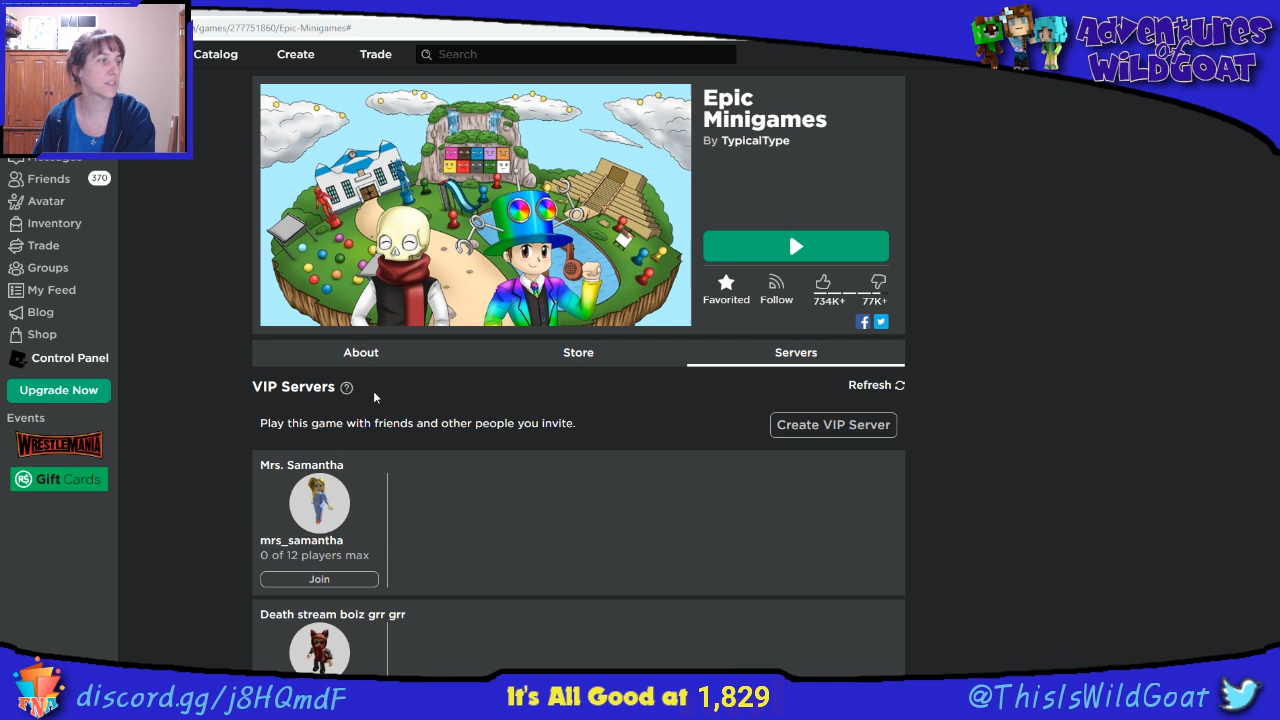 /games/277751860/Epic-Minigames#
Catalog
Create
Trade
Search
Adventures
of
WildGoat
Messages
Friends
370
Avatar
Inventory
Trade
Groups
My Feed
Blog
Shop
Control Panel
Upgrade Now
Events
WRESTLEMANIA
R$ Gift Cards
Epic
Minigames
By TypicalType
Favorited
Follow
734K+
77K+
About
Store
Servers
VIP Servers
Refresh
Play this game with friends and other people you invite.
Create VIP Server
Mrs. Samantha
mrs_samantha
0 of 12 players max
Join
Death stream boiz grr grr
FNA
discord.gg/j8HQmdF
It's All Good at 1,829
@ThisIsWildGoat